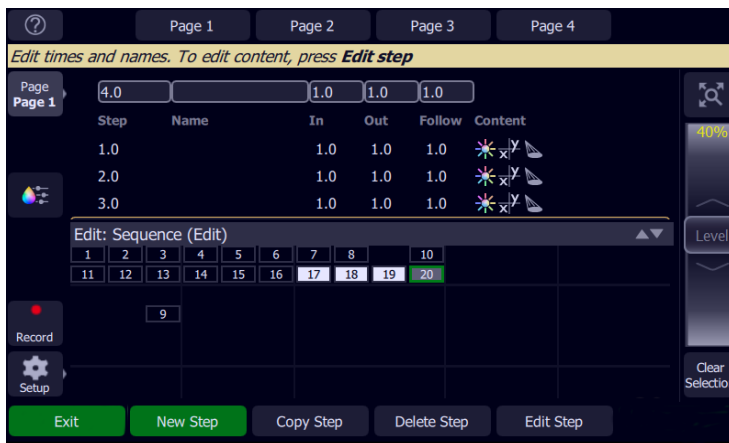 Page 1 Page 2 Page 3 Page 4
Edit times and names. To edit content, press Edit step
Page
Page 1
4.0 1.0 1.0 1.0
Step Name In Out Follow Content
1.0 1.0 1.0 1.0 x y
2.0 1.0 1.0 1.0 x y
3.0 1.0 1.0 1.0 x y
40%
Edit: Sequence (Edit)
Level
1 2 3 4 5 6 7 8 10
11 12 13 14 15 16 17 18 19 20
9
Record
Setup
Clear
Selectio
Exit New Step Copy Step Delete Step Edit Step